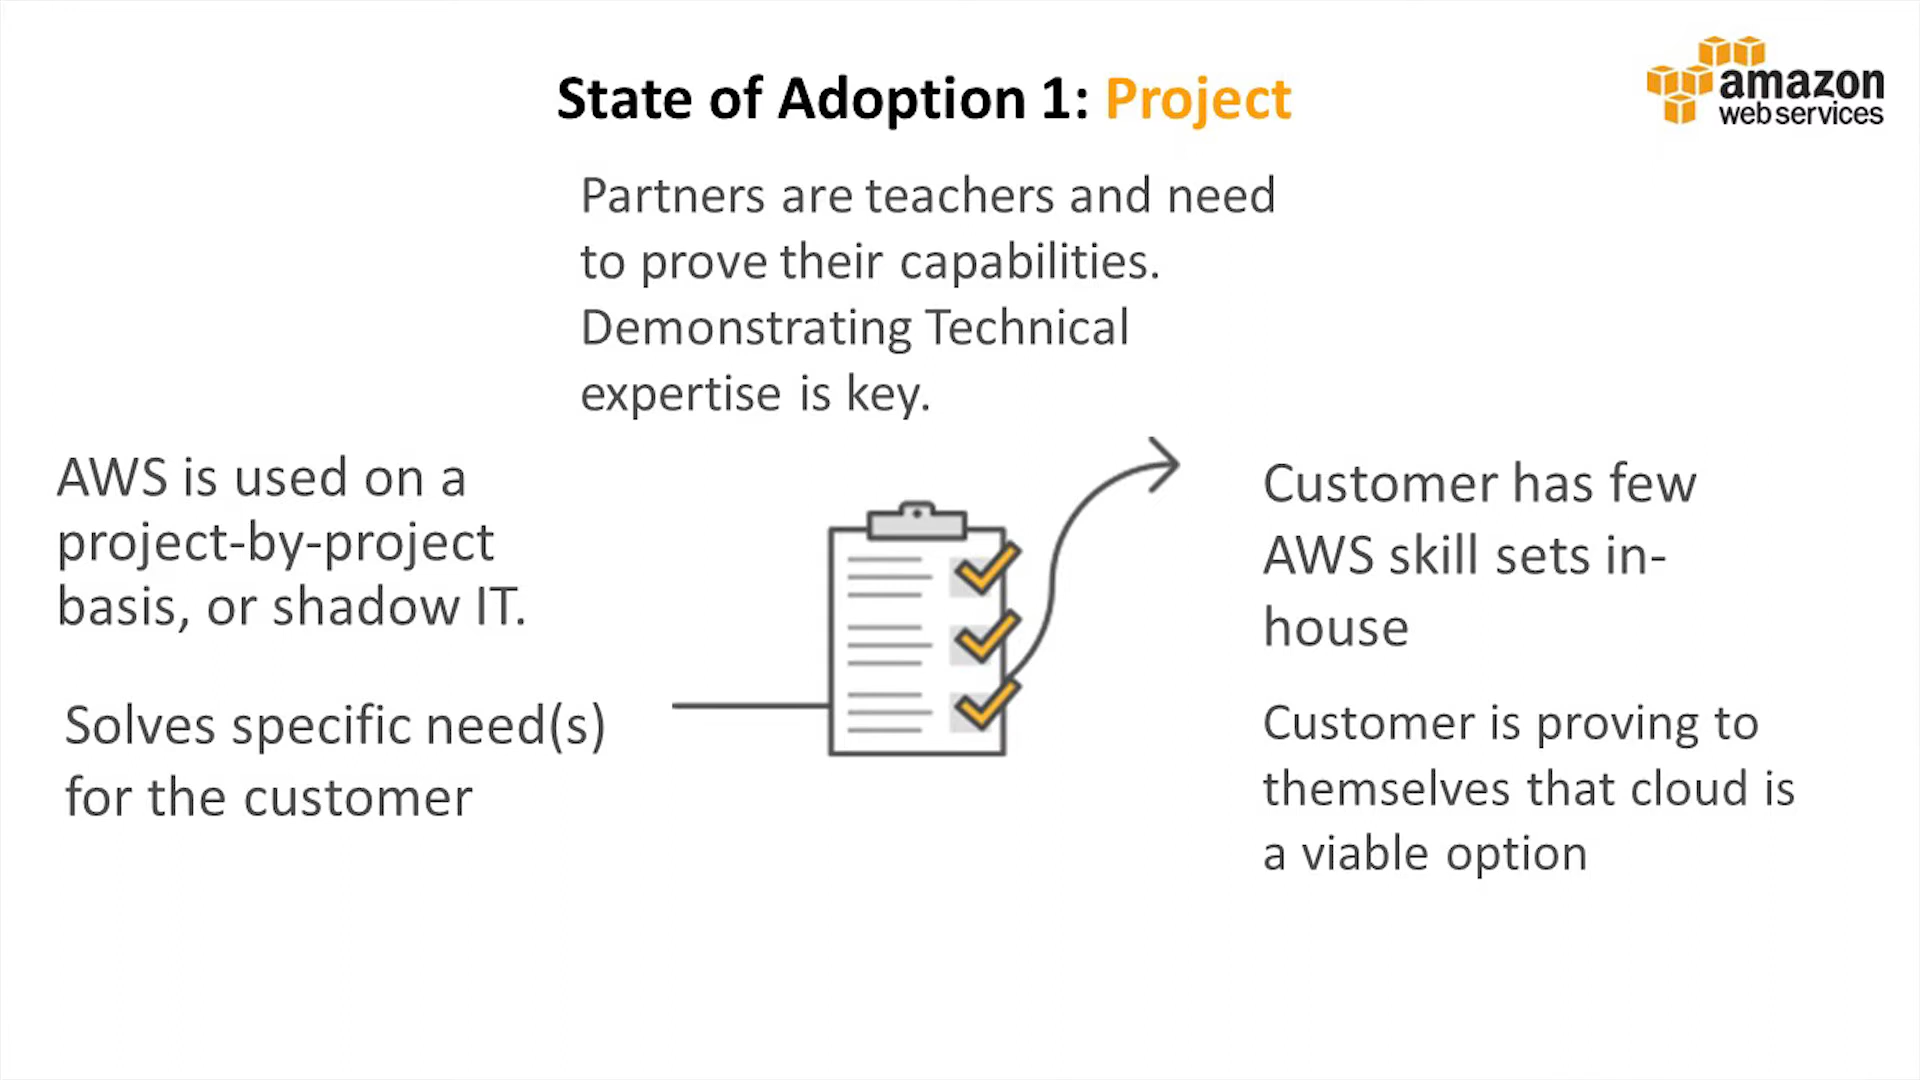 State of Adoption 1: Project
amazon
web services
Partners are teachers and need
to prove their capabilities.
Demonstrating Technical
expertise is key.
AWS is used on a
project-by-project
basis, or shadow IT.
Solves specific need(s)
for the customer
Customer has few
AWS skill sets in-
house
Customer is proving to
themselves that cloud is
a viable option